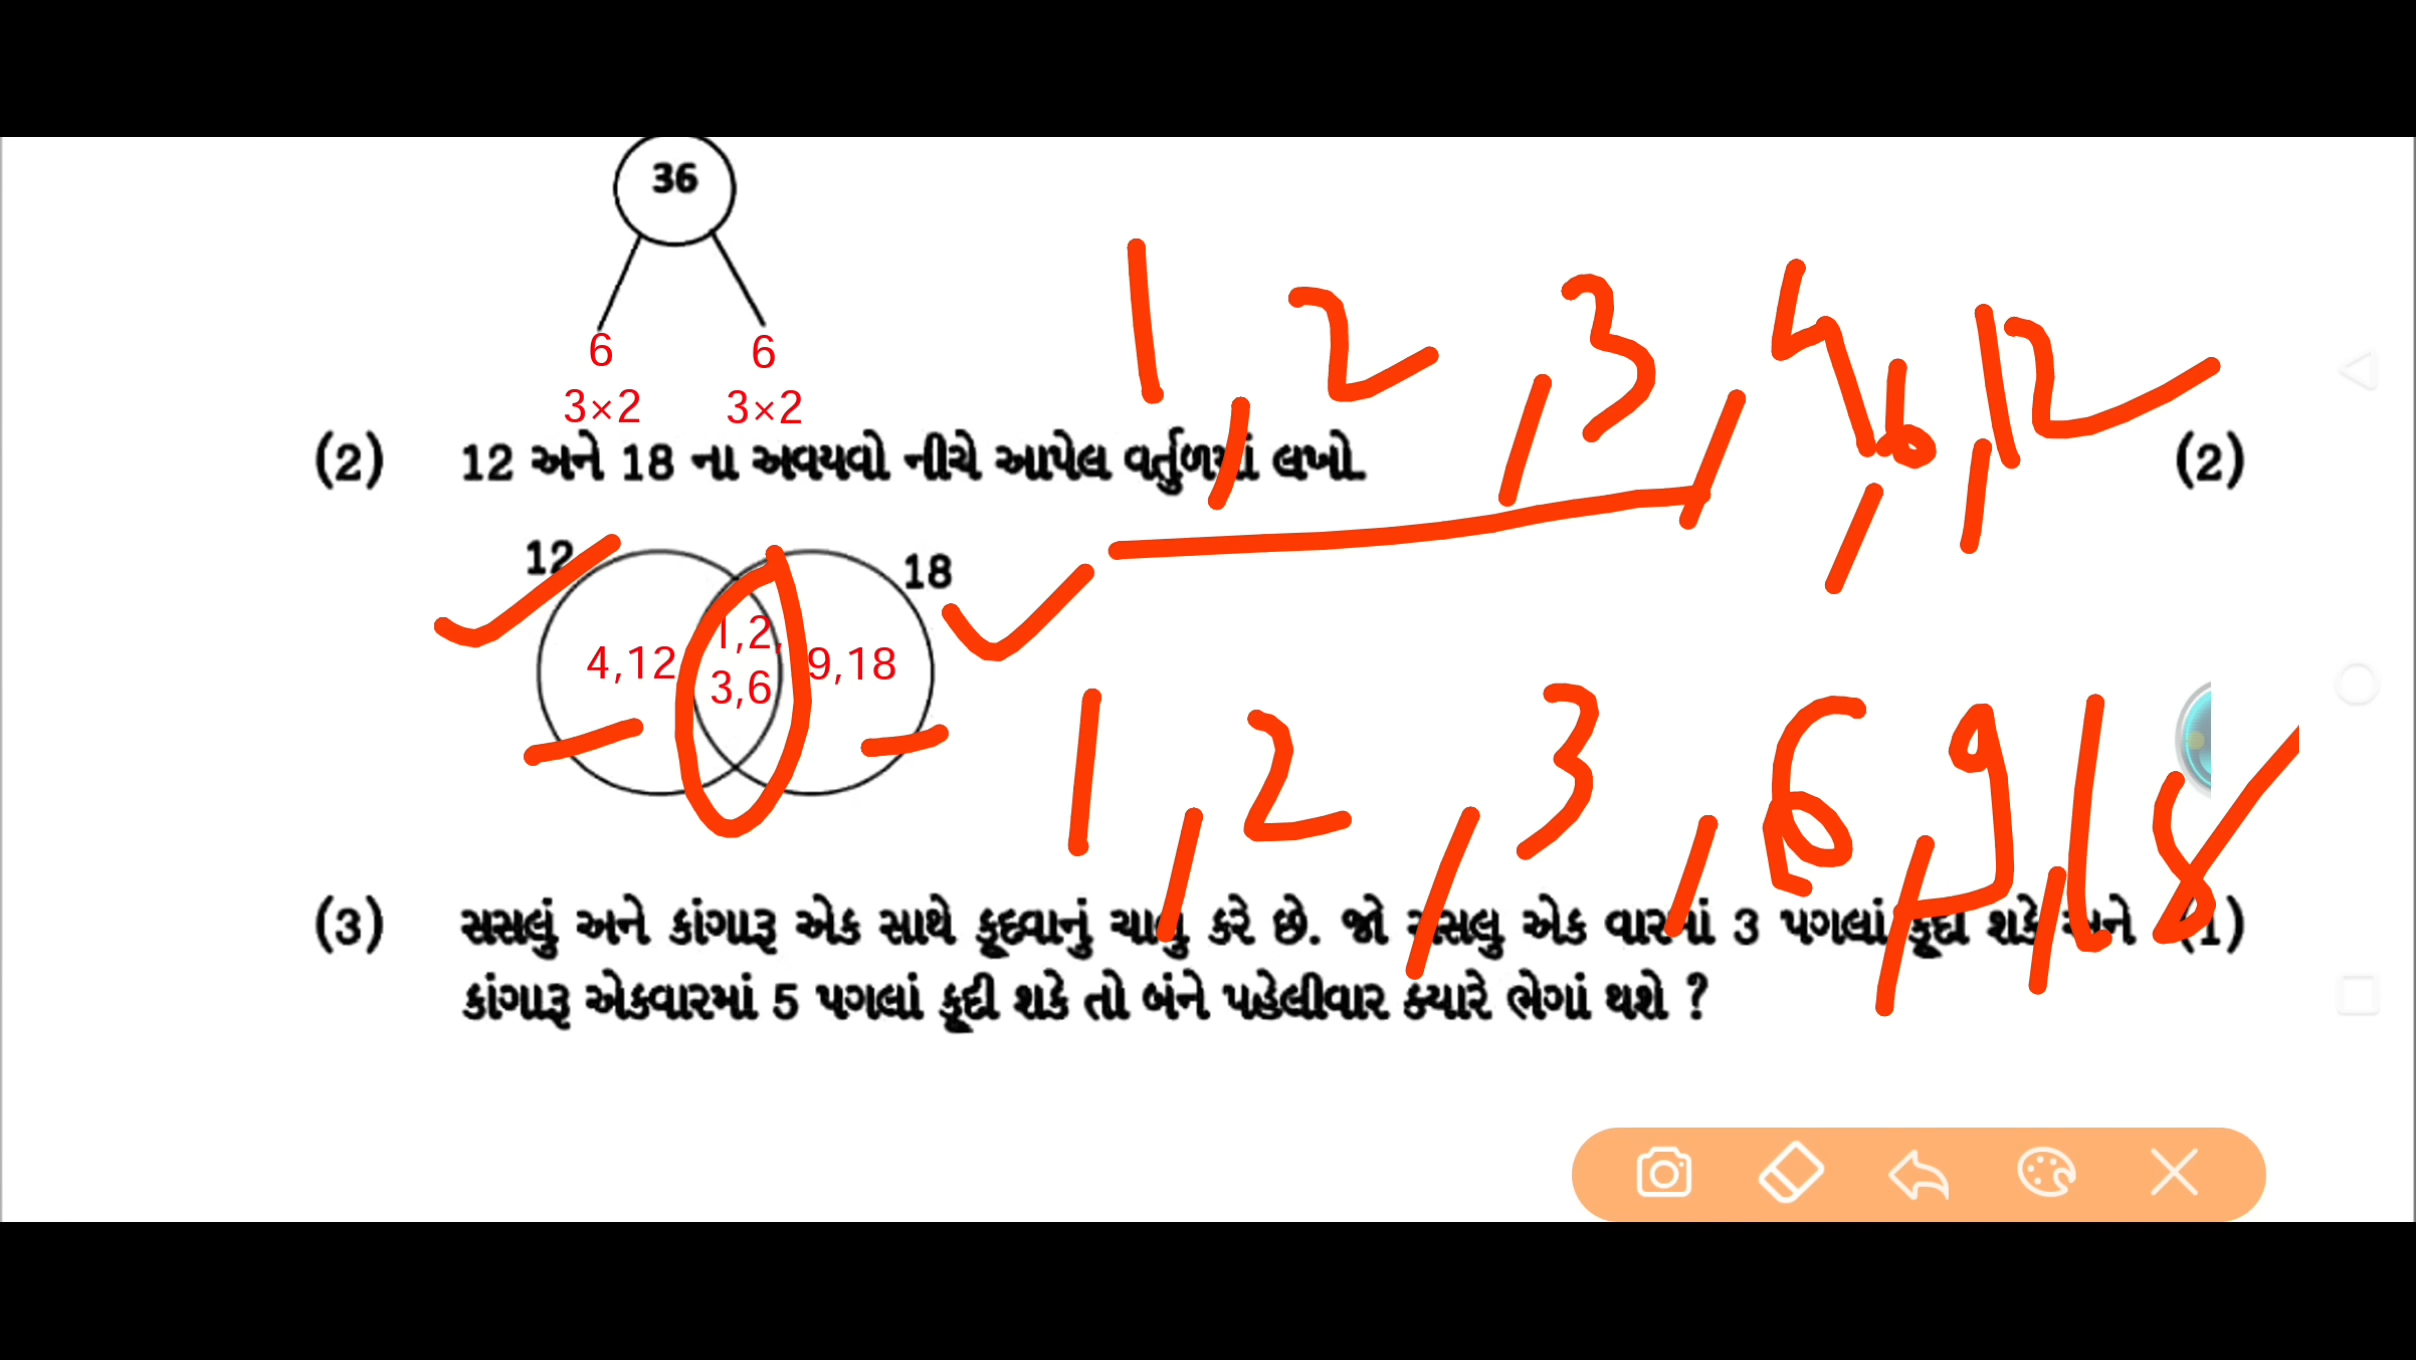 36
6 6
3×2 3×2
1, 2, 3, 4, 6, 12
(2) 12 અને 18 ના અવયવો નીચે આપેલ વર્તુળમાં લખો. (2)
12 18
4,12 1,2, 3,6 9,18
1, 2, 3, 6, 9, 18
(3) સસલું અને કાંગારૂ એક સાથે કૂદવાનું ચાલુ કરે છે. જો સસલુ એક વારમાં 3 પગલાં કૂદી શકે અને (1)
કાંગારૂ એકવારમાં 5 પગલાં કૂદી શકે તો બંને પહેલીવાર ક્યારે ભેગાં થશે ?